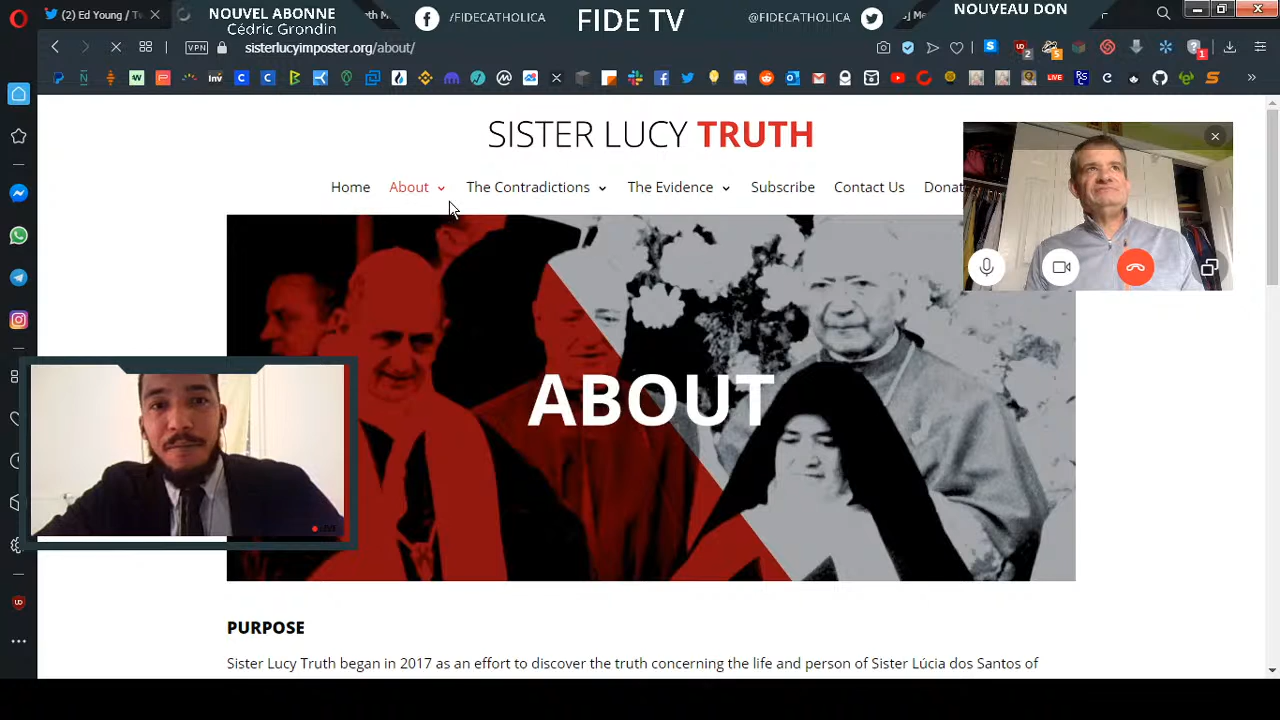 NOUVEL ABONNE
Cédric Grondin
/FIDECATHOLICA
FIDE TV
@FIDECATHOLICA
NOUVEAU DON
(2) Ed Young / Tw
VPN
sisterlucyimposter.org/about/
SISTER LUCY TRUTH
Home
About
The Contradictions
The Evidence
Subscribe
Contact Us
Donat
ABOUT
PURPOSE
Sister Lucy Truth began in 2017 as an effort to discover the truth concerning the life and person of Sister Lúcia dos Santos of